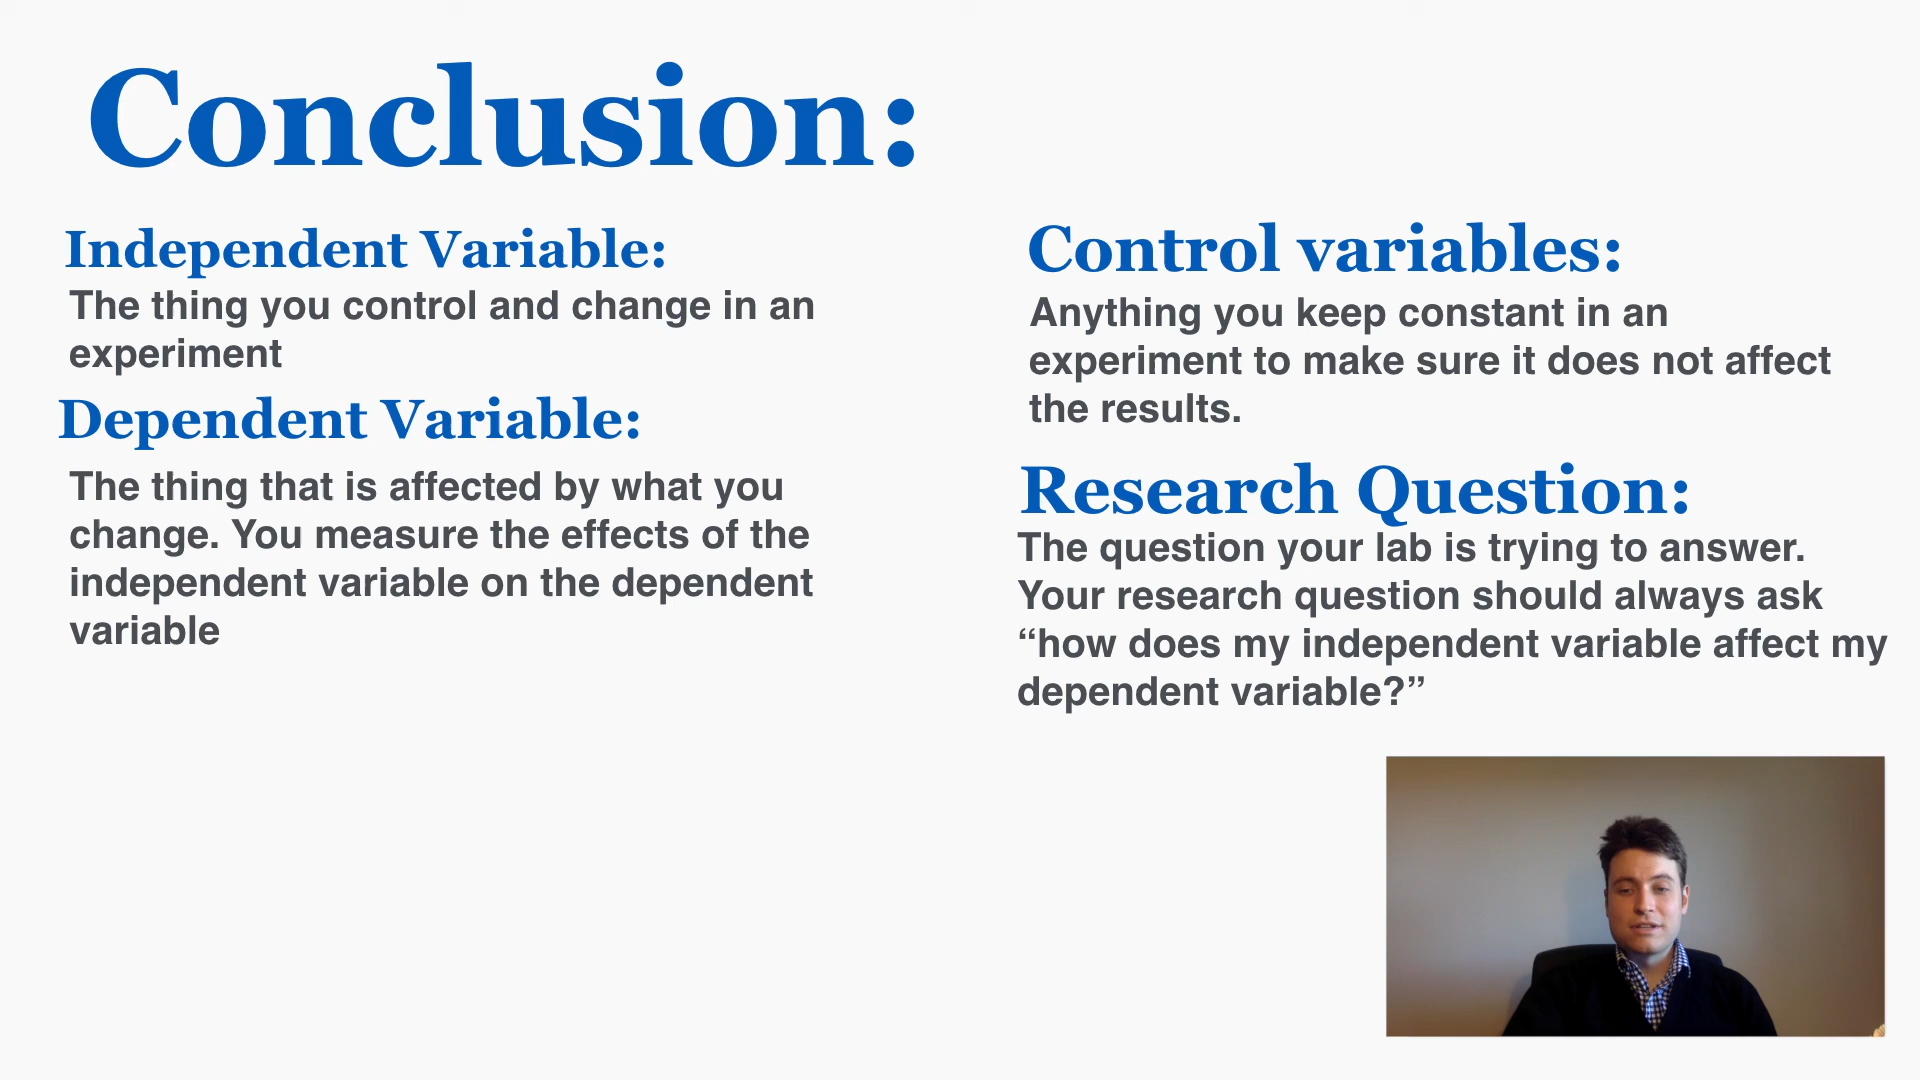 Conclusion:
Independent Variable:
The thing you control and change in an
experiment
Dependent Variable:
The thing that is affected by what you
change. You measure the effects of the
independent variable on the dependent
variable
Control variables:
Anything you keep constant in an
experiment to make sure it does not affect
the results.
Research Question:
The question your lab is trying to answer.
Your research question should always ask
“how does my independent variable affect my
dependent variable?”